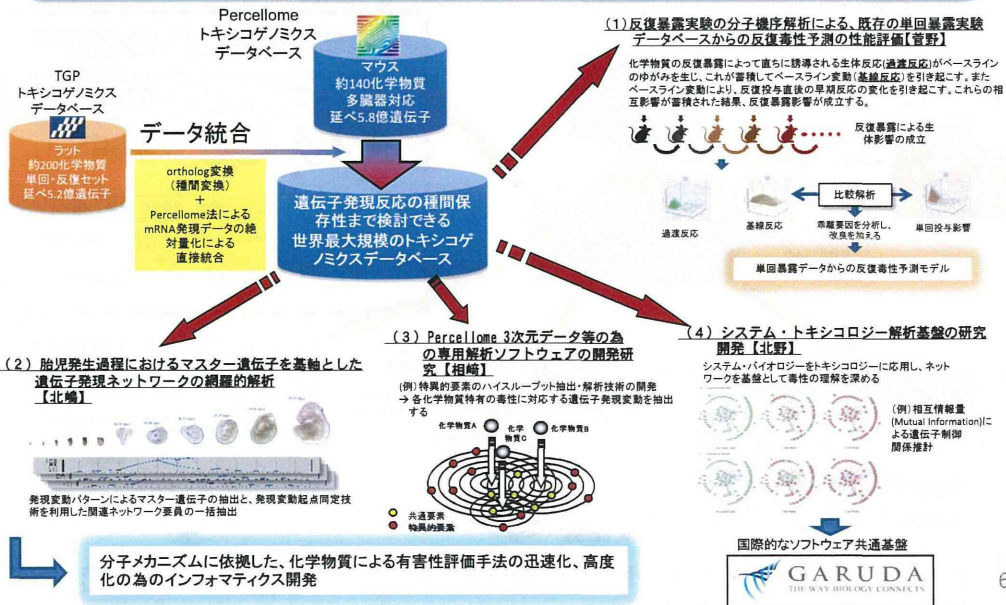 Percellome
トキシコゲノミクス
データベース
マウス
約140化学物質
多臓器対応
延べ5.8億遺伝子
TGP
トキシコゲノミクス
データベース
ラット
約200化学物質
単回・反復セット
延べ5.2億遺伝子
データ統合
ortholog変換
(種間変換)
+
Percellome法による
mRNA発現データの絶
対量化による
直接統合
遺伝子発現反応の種間保
存性まで検討できる
世界最大規模のトキシコゲ
ノミクスデータベース
(1)反復暴露実験の分子機序解析による、既存の単回暴露実験
データベースからの反復毒性予測の性能評価【菅野】
化学物質の反復暴露によって直ちに誘導される生体反応(過渡反応)がベースライン
のゆがみを生じ、これが蓄積してベースライン変動(基線反応)を引き起こす。また
ベースライン変動により、反復投与直後の早期反応の変化を引き起こす。これらの相
互影響が蓄積された結果、反復暴露影響が成立する。
反復暴露による生
体影響の成立
比較解析
過渡反応
基線反応
乖離要因を分析し、
改良を加える
単回投与影響
単回暴露データからの反復毒性予測モデル
(2)胎児発生過程におけるマスター遺伝子を基軸とした
遺伝子発現ネットワークの網羅的解析
【北嶋】
発現変動パターンによるマスター遺伝子の抽出と、発現変動起点同定技
術を利用した関連ネットワーク要員の一括抽出
(3)Percellome 3次元データ等の為
の専用解析ソフトウェアの開発研
究【相﨑】
(例)特異的要素のハイスループット抽出・解析技術の開発
→ 各化学物質特有の毒性に対応する遺伝子発現変動を抽出
する
化学物質A
化学
物質C
化学物質B
共通要素
特異的要素
(4)システム・トキシコロジー解析基盤の研究
開発【北野】
システム・バイオロジーをトキシコロジーに応用し、ネット
ワークを基盤として毒性の理解を深める
(例)相互情報量
(Mutual Information)に
よる遺伝子制御
関係推計
国際的なソフトウェア共通基盤
GARUDA
THE WAY BIOLOGY CONNECTS
分子メカニズムに依拠した、化学物質による有害性評価手法の迅速化、高度
化の為のインフォマティクス開発
6